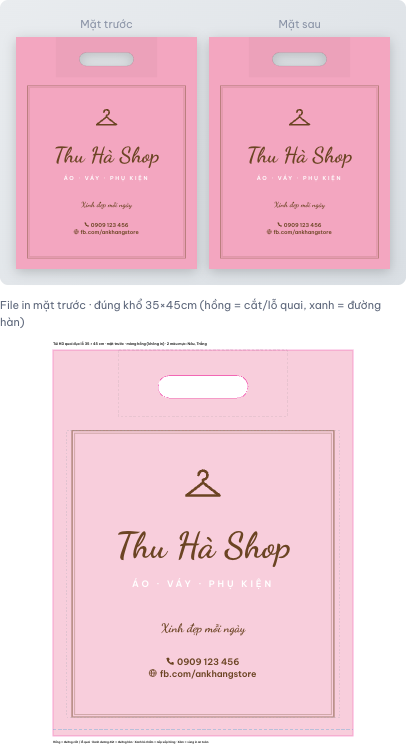 Mặt trước
Mặt sau
Thu Hà Shop
ÁO · VÁY · PHỤ KIỆN
Xinh đẹp mỗi ngày
0909 123 456
fb.com/ankhangstore
Thu Hà Shop
ÁO · VÁY · PHỤ KIỆN
Xinh đẹp mỗi ngày
0909 123 456
fb.com/ankhangstore
File in mặt trước · đúng khổ 35×45cm (hồng = cắt/lỗ quai, xanh = đường
hàn)
Thu Hà Shop
ÁO · VÁY · PHỤ KIỆN
Xinh đẹp mỗi ngày
0909 123 456
fb.com/ankhangstore